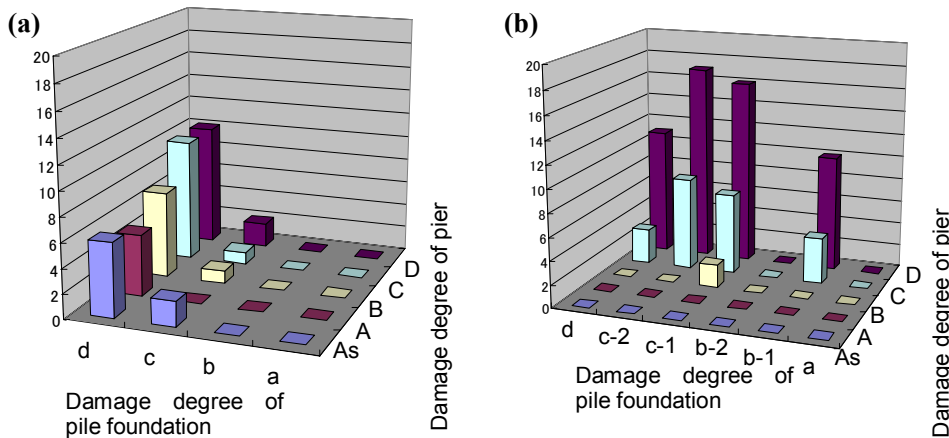 (a)
20
18
16
14
12
10
8
6
4
2
0
d
c
b
a
As
A
B
C
D
Damage degree of
pile foundation
Damage degree of pier
(b)
20
18
16
14
12
10
8
6
4
2
0
d
c-2
c-1
b-2
b-1
a
As
A
B
C
D
Damage degree of
pile foundation
Damage degree of pier